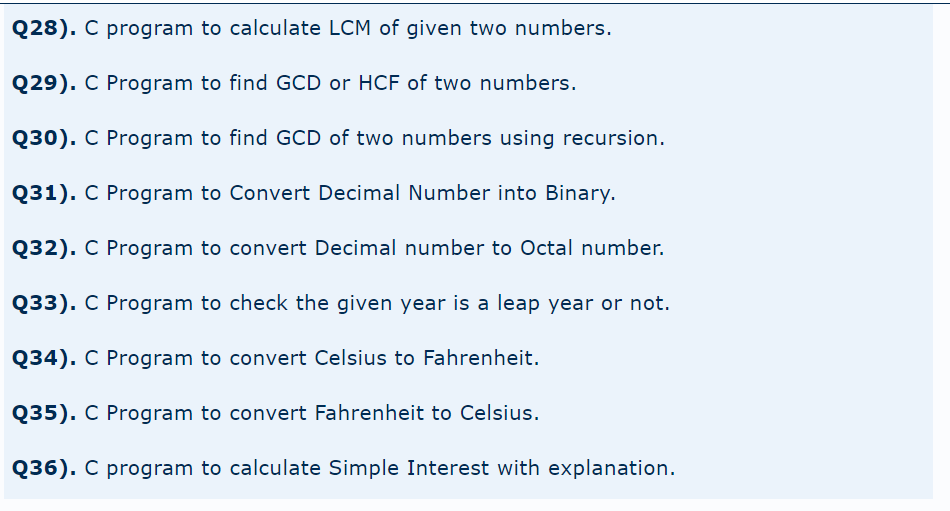 Q28). C program to calculate LCM of given two numbers.
Q29). C Program to find GCD or HCF of two numbers.
Q30). C Program to find GCD of two numbers using recursion.
Q31). C Program to Convert Decimal Number into Binary.
Q32). C Program to convert Decimal number to Octal number.
Q33). C Program to check the given year is a leap year or not.
Q34). C Program to convert Celsius to Fahrenheit.
Q35). C Program to convert Fahrenheit to Celsius.
Q36). C program to calculate Simple Interest with explanation.